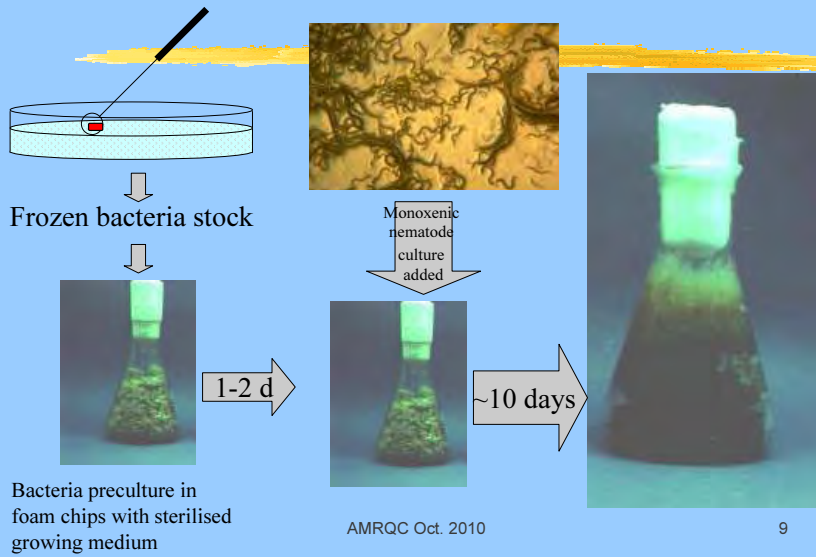 Frozen bacteria stock
Monoxenic
nematode
culture
added
1-2 d
~10 days
Bacteria preculture in
foam chips with sterilised
growing medium
AMRQC Oct. 2010
9